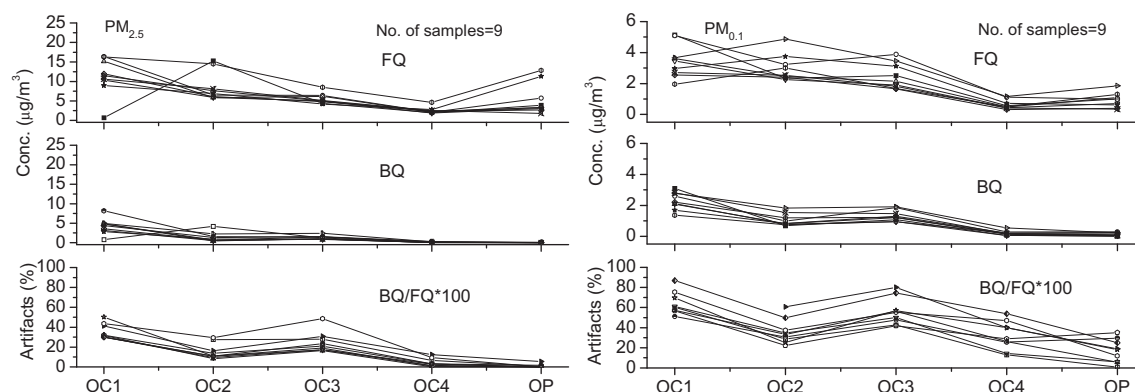 PM2.5
No. of samples=9
FQ
25
20
15
10
5
0
BQ
25
20
15
10
5
0
Conc. (μg/m³)
BQ/FQ*100
100
80
60
40
20
0
Artifacts (%)
OC1 OC2 OC3 OC4 OP
PM0.1
No. of samples=9
FQ
6
4
2
0
BQ
6
4
2
0
Conc. (μg/m³)
BQ/FQ*100
100
80
60
40
20
0
Artifacts (%)
OC1 OC2 OC3 OC4 OP